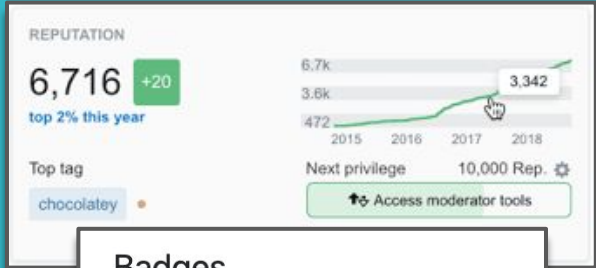 REPUTATION
6,716 +20
top 2% this year
6.7k
3,342
3.6k
472
2015 2016 2017 2018
Top tag
Next privilege 10,000 Rep.
chocolatey
Access moderator tools
Badges